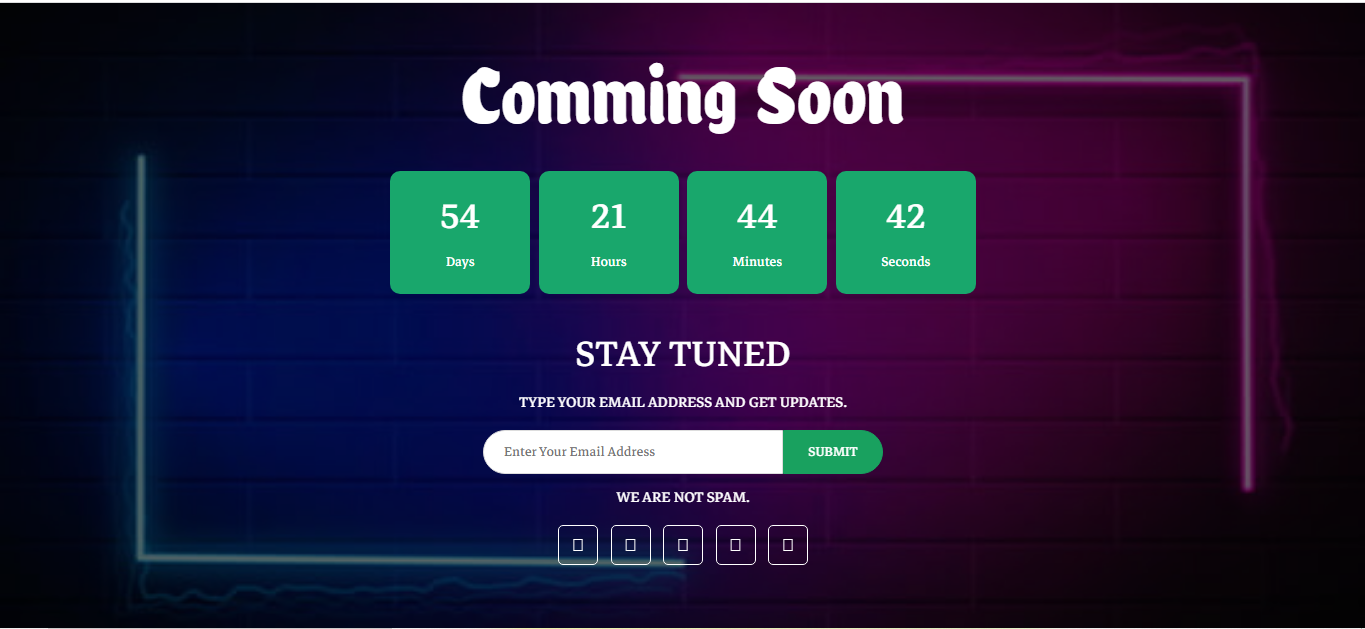 Comming Soon
54 21 44 42
Days Hours Minutes Seconds
STAY TUNED
TYPE YOUR EMAIL ADDRESS AND GET UPDATES.
Enter Your Email Address SUBMIT
WE ARE NOT SPAM.